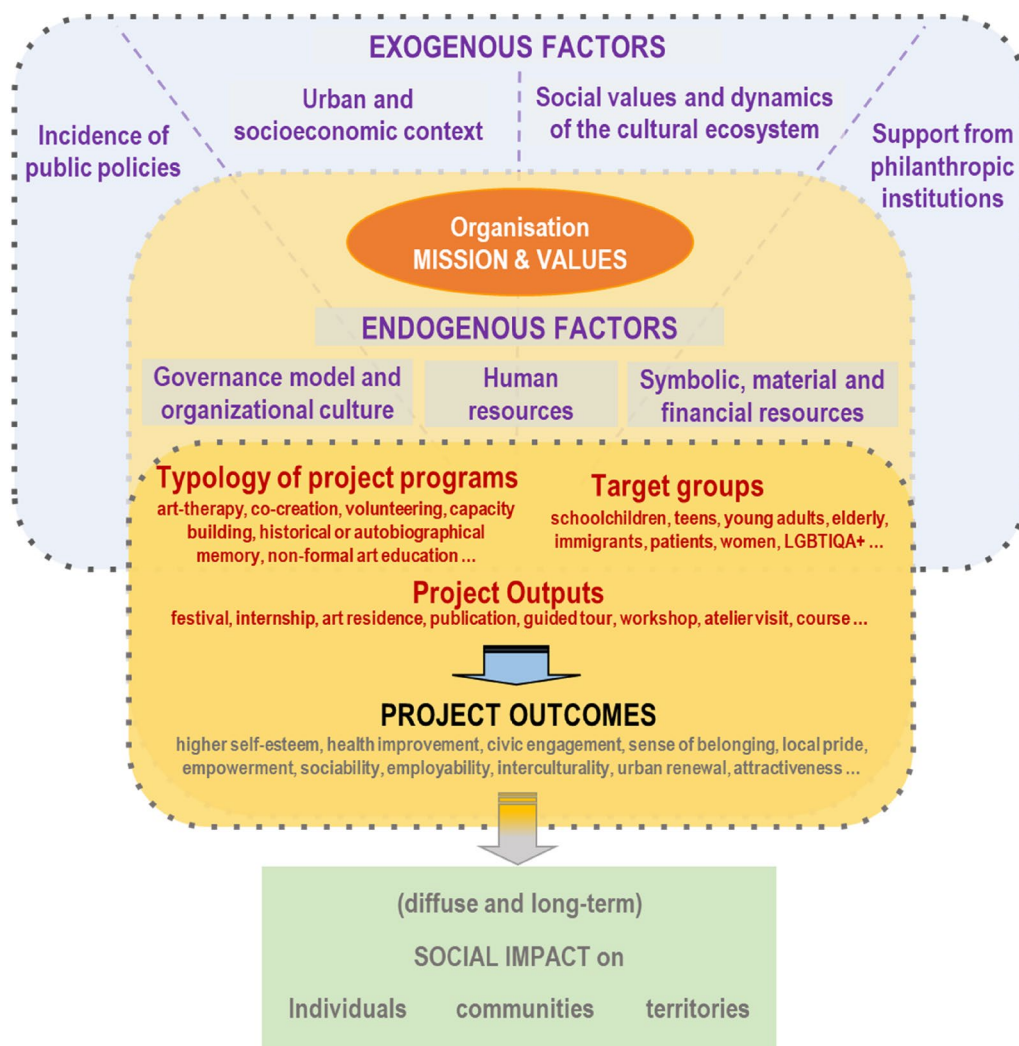 EXOGENOUS FACTORS
Incidence of
public policies
Urban and
socioeconomic context
Social values and dynamics
of the cultural ecosystem
Support from
philanthropic
institutions
Organisation
MISSION & VALUES
ENDOGENOUS FACTORS
Governance model and
organizational culture
Human
resources
Symbolic, material and
financial resources
Typology of project programs
art-therapy, co-creation, volunteering, capacity
building, historical or autobiographical
memory, non-formal art education ...
Target groups
schoolchildren, teens, young adults, elderly,
immigrants, patients, women, LGBTIQA+ ...
Project Outputs
festival, internship, art residence, publication, guided tour, workshop, atelier visit, course ...
PROJECT OUTCOMES
higher self-esteem, health improvement, civic engagement, sense of belonging, local pride,
empowerment, sociability, employability, interculturality, urban renewal, attractiveness ...
(diffuse and long-term)
SOCIAL IMPACT on
Individuals communities territories